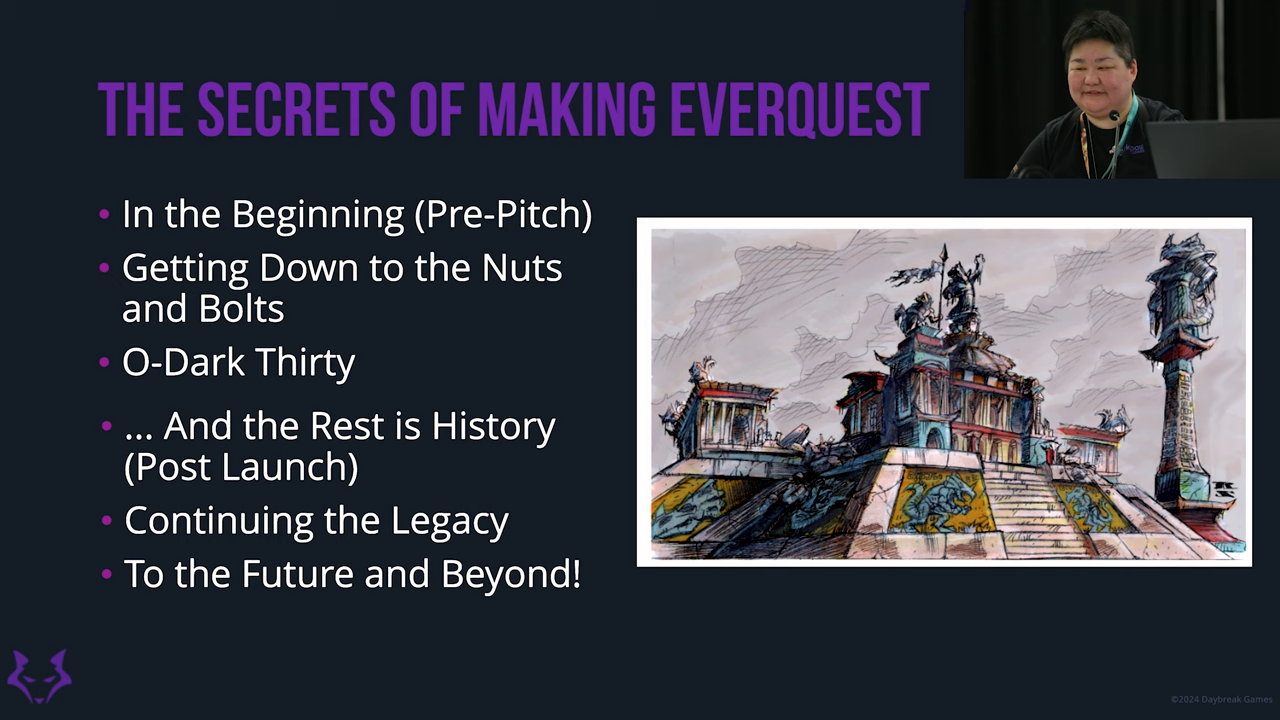 THE SECRETS OF MAKING EVERQUEST
• In the Beginning (Pre-Pitch)
• Getting Down to the Nuts
and Bolts
• O-Dark Thirty
• ... And the Rest is History
(Post Launch)
• Continuing the Legacy
• To the Future and Beyond!
©2024 Daybreak Games